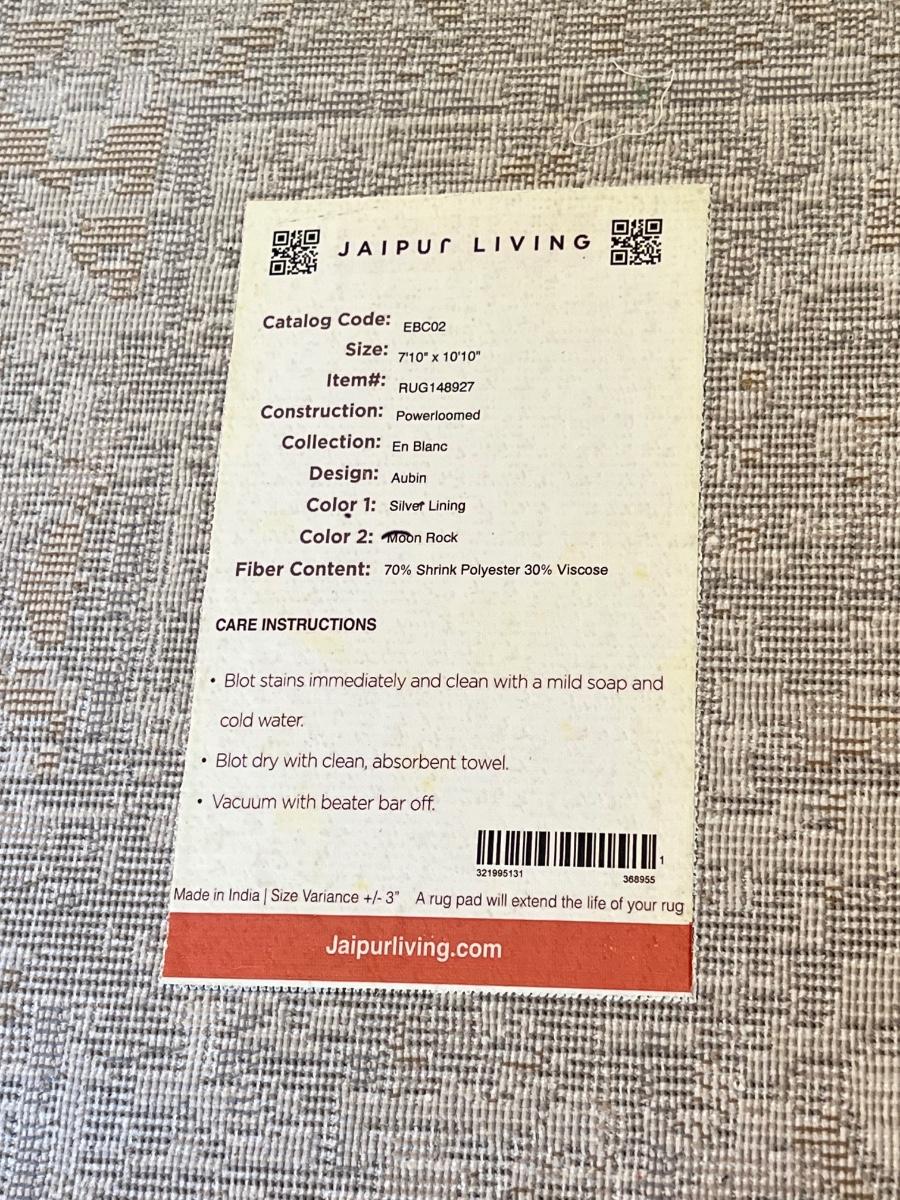 JAIPUr LIVING
Catalog Code: EBC02
Size: 7'10" x 10'10"
Item#: RUG148927
Construction: Powerloomed
Collection: En Blanc
Design: Aubin
Color 1: Silver Lining
Color 2: Moon Rock
Fiber Content: 70% Shrink Polyester 30% Viscose
CARE INSTRUCTIONS
• Blot stains immediately and clean with a mild soap and
cold water.
• Blot dry with clean, absorbent towel.
• Vacuum with beater bar off.
1
321995131 368955
Made in India | Size Variance +/- 3" A rug pad will extend the life of your rug
Jaipurliving.com